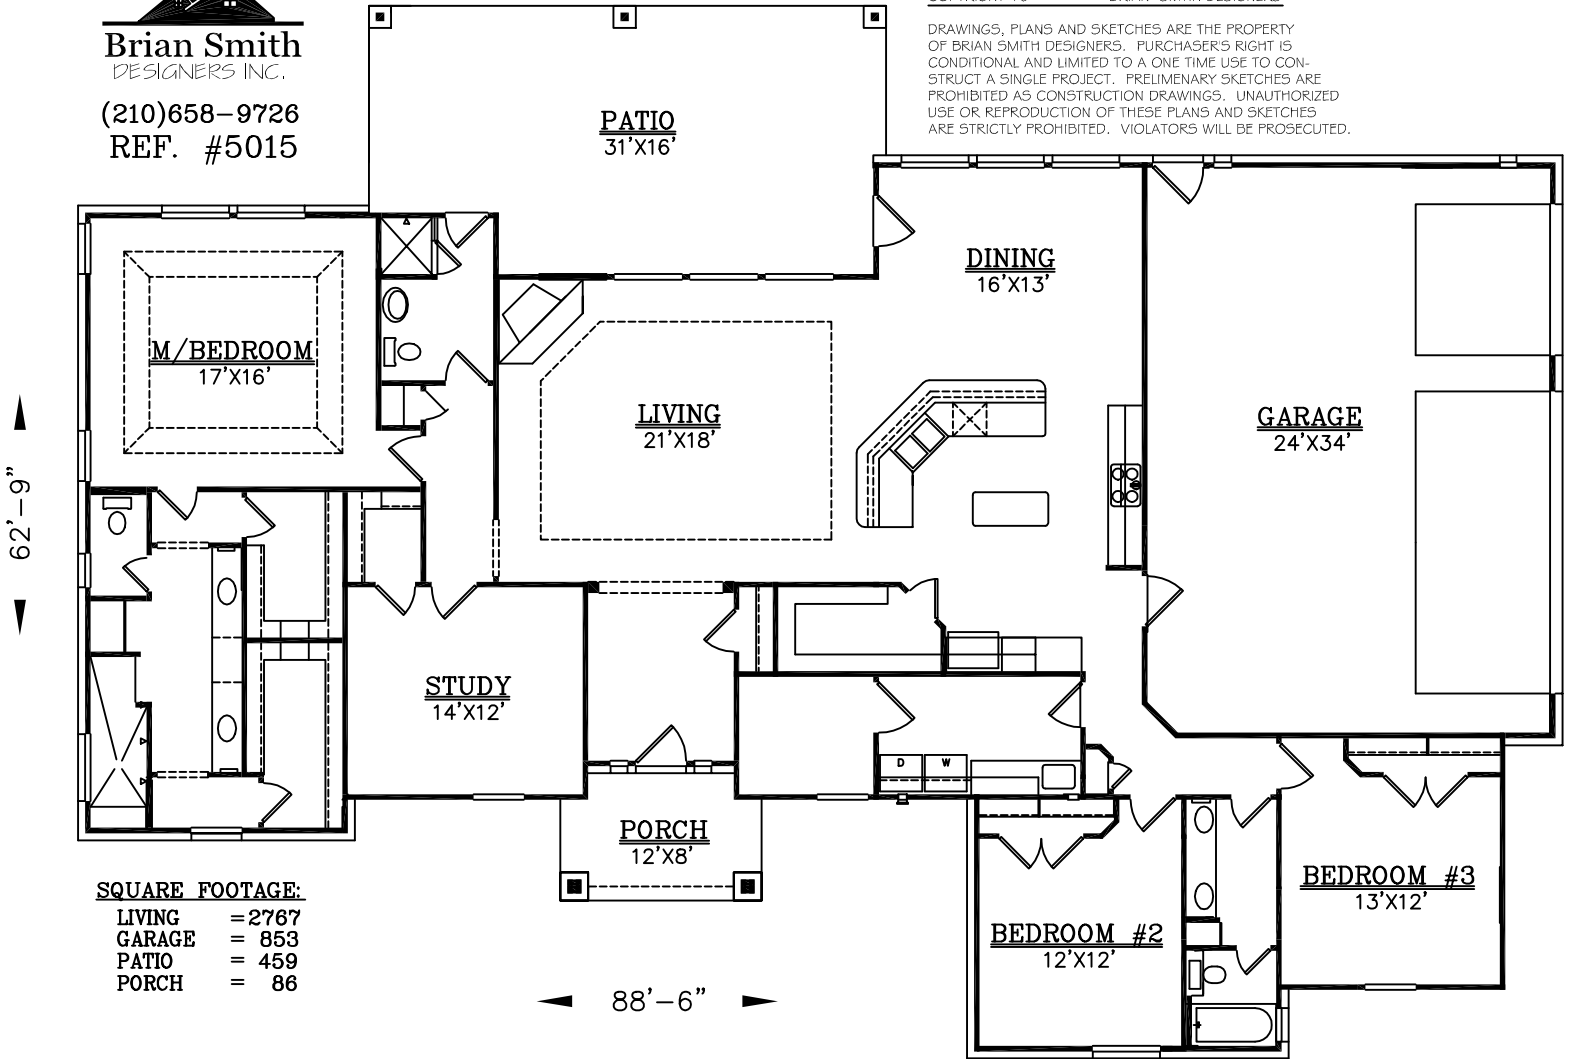 Brian Smith
DESIGNERS INC.
(210)658-9726
REF. #5015
DRAWINGS, PLANS AND SKETCHES ARE THE PROPERTY
OF BRIAN SMITH DESIGNERS. PURCHASER'S RIGHT IS
CONDITIONAL AND LIMITED TO A ONE TIME USE TO CON-
STRUCT A SINGLE PROJECT. PRELIMENARY SKETCHES ARE
PROHIBITED AS CONSTRUCTION DRAWINGS. UNAUTHORIZED
USE OR REPRODUCTION OF THESE PLANS AND SKETCHES
ARE STRICTLY PROHIBITED. VIOLATORS WILL BE PROSECUTED.
PATIO
31'X16'
DINING
16'X13'
M/BEDROOM
17'X16'
LIVING
21'X18'
GARAGE
24'X34'
62'-9"
STUDY
14'X12'
D W
PORCH
12'X8'
BEDROOM #3
13'X12'
BEDROOM #2
12'X12'
SQUARE FOOTAGE:
LIVING =2767
GARAGE = 853
PATIO = 459
PORCH = 86
88'-6"